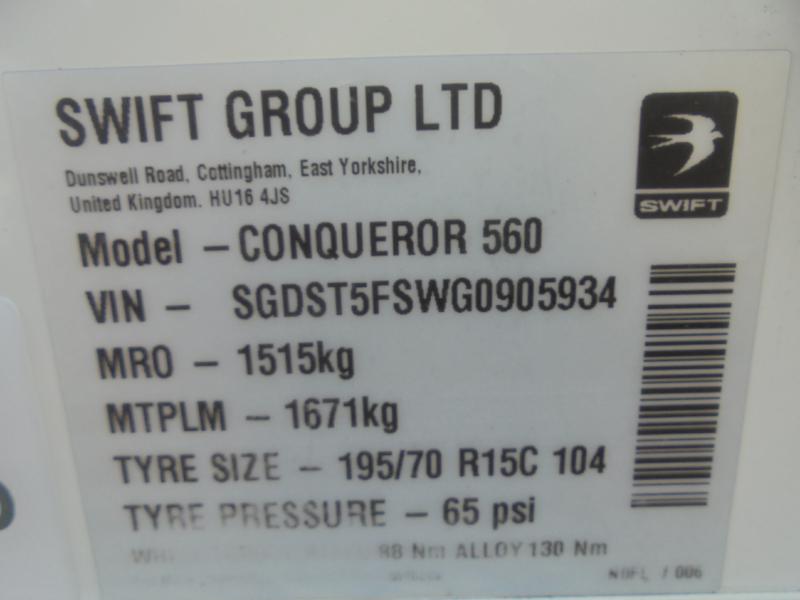 SWIFT GROUP LTD
Dunswell Road, Cottingham, East Yorkshire,
United Kingdom. HU16 4JS
SWIFT
Model – CONQUEROR 560
VIN – SGDST5FSWG0905934
MRO – 1515kg
MTPLM – 1671kg
TYRE SIZE – 195/70 R15C 104
TYRE PRESSURE – 65 psi
88 Nm ALLOY 130 Nm
/ 006